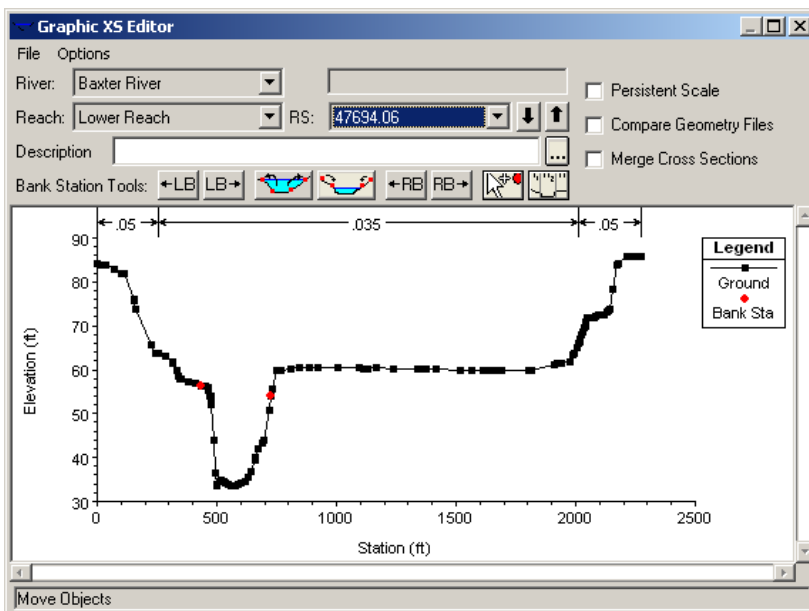 Graphic XS Editor
File Options
River: Baxter River
Persistent Scale
Reach: Lower Reach RS: 47694.06
Compare Geometry Files
Description ...
Merge Cross Sections
Bank Station Tools: ←LB LB→ ←RB RB→
.05 .035 .05
90
80
70
60
50
40
30
Elevation (ft)
0 500 1000 1500 2000 2500
Station (ft)
Legend
Ground
Bank Sta
Move Objects